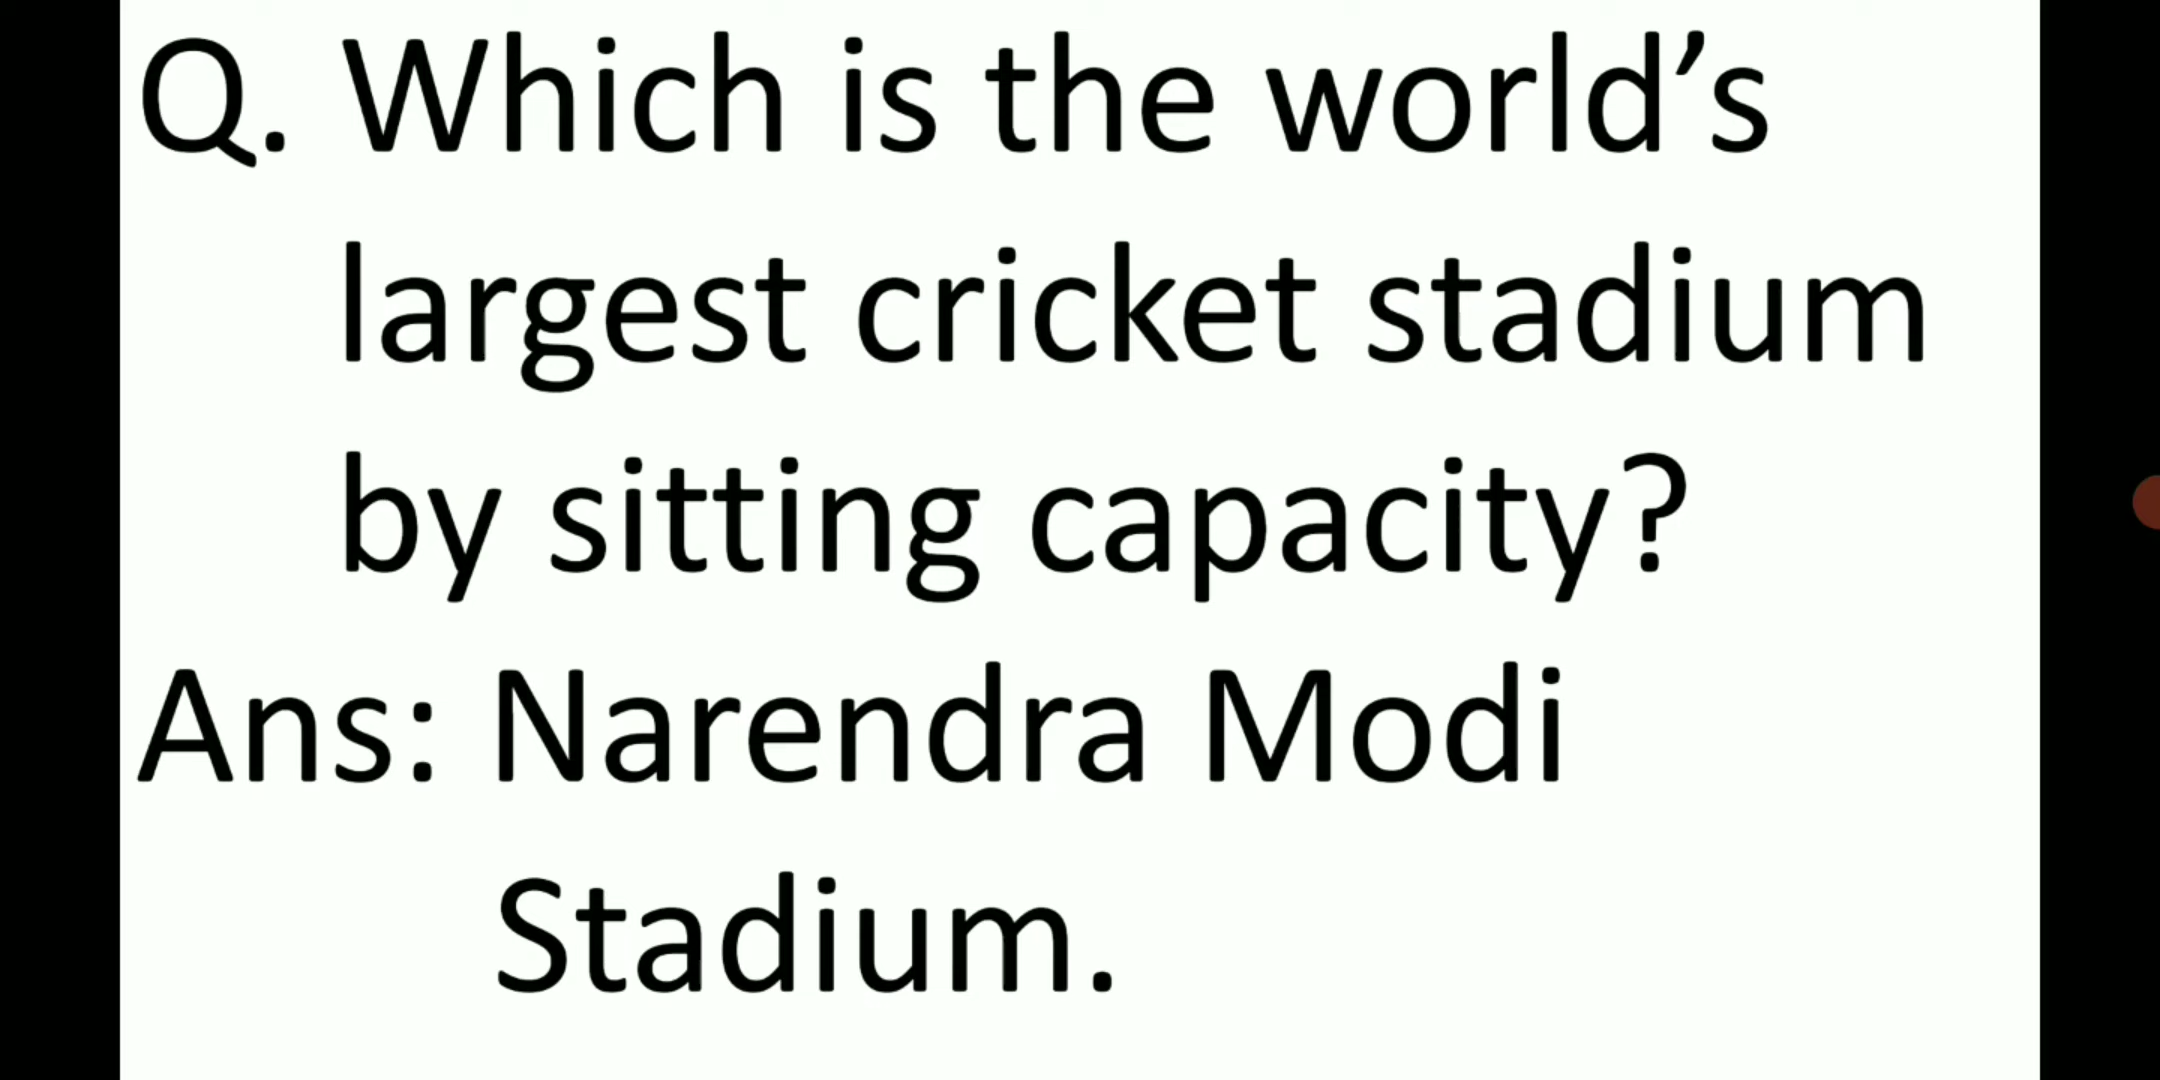 Q. Which is the world’s
largest cricket stadium
by sitting capacity?
Ans: Narendra Modi
Stadium.